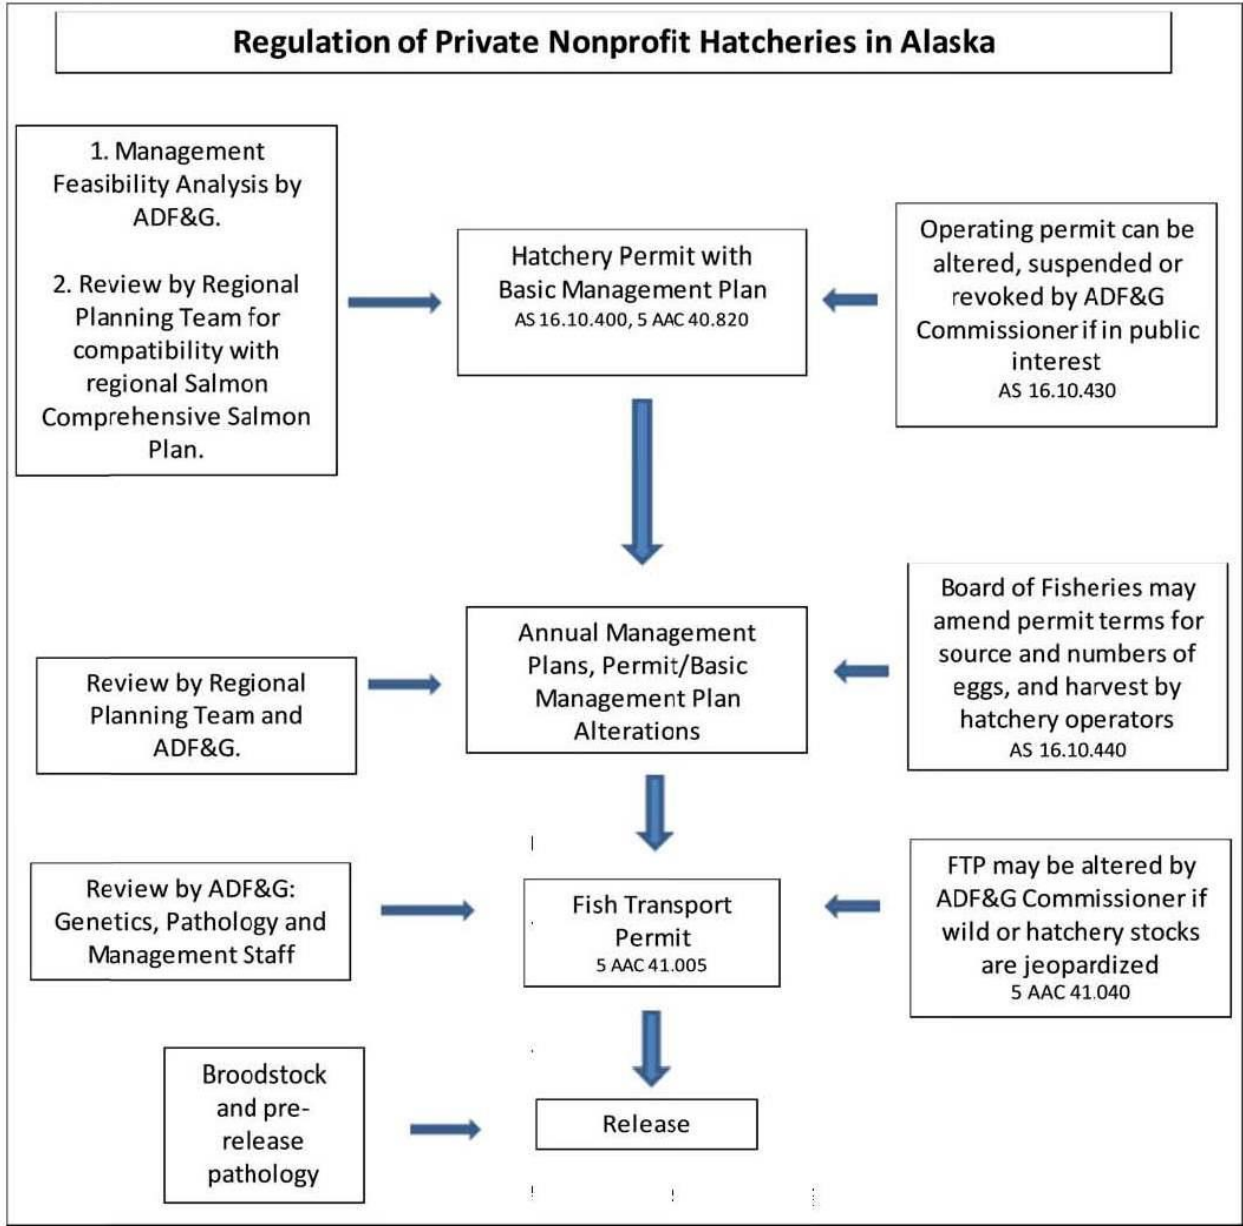 Regulation of Private Nonprofit Hatcheries in Alaska
1. Management
Feasibility Analysis by
ADF&G.
2. Review by Regional
Planning Team for
compatibility with
regional Salmon
Comprehensive Salmon
Plan.
Hatchery Permit with
Basic Management Plan
AS 16.10.400, 5 AAC 40.820
Operating permit can be
altered, suspended or
revoked by ADF&G
Commissioner if in public
interest
AS 16.10.430
Review by Regional
Planning Team and
ADF&G.
Annual Management
Plans, Permit/Basic
Management Plan
Alterations
Board of Fisheries may
amend permit terms for
source and numbers of
eggs, and harvest by
hatchery operators
AS 16.10.440
Review by ADF&G:
Genetics, Pathology and
Management Staff
Fish Transport
Permit
5 AAC 41.005
FTP may be altered by
ADF&G Commissioner if
wild or hatchery stocks
are jeopardized
5 AAC 41.040
Broodstock
and pre-
release
pathology
Release